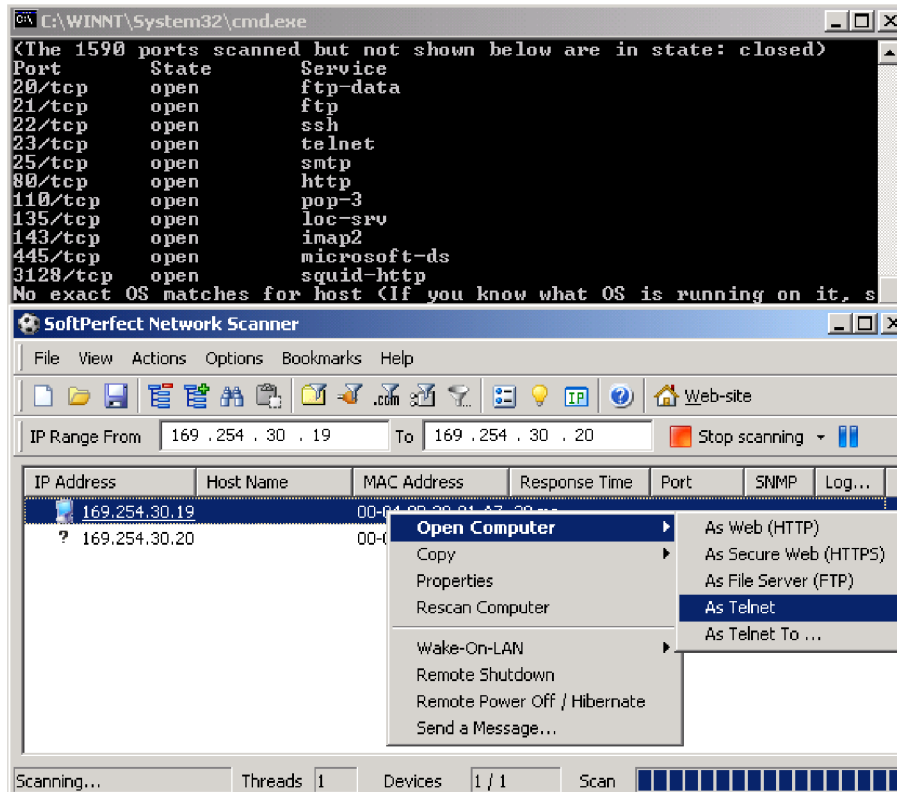 C:\WINNT\System32\cmd.exe
(The 1590 ports scanned but not shown below are in state: closed)
Port State Service
20/tcp open ftp-data
21/tcp open ftp
22/tcp open ssh
23/tcp open telnet
25/tcp open smtp
80/tcp open http
110/tcp open pop-3
135/tcp open loc-srv
143/tcp open imap2
445/tcp open microsoft-ds
3128/tcp open squid-http
No exact OS matches for host (If you know what OS is running on it, s
SoftPerfect Network Scanner
File View Actions Options Bookmarks Help
.com IP Web-site
IP Range From 169 . 254 . 30 . 19 To 169 . 254 . 30 . 20 Stop scanning
IP Address Host Name MAC Address Response Time Port SNMP Log...
169.254.30.19
? 169.254.30.20
Open Computer
Copy
Properties
Rescan Computer
Wake-On-LAN
Remote Shutdown
Remote Power Off / Hibernate
Send a Message...
As Web (HTTP)
As Secure Web (HTTPS)
As File Server (FTP)
As Telnet
As Telnet To ...
Scanning... Threads 1 Devices 1 / 1 Scan